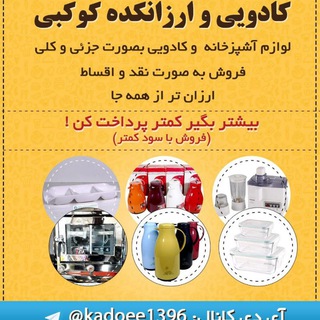 کادویی و ارزانکده کوکبی
لوازم آشپزخانه و کادویی بصورت جزئی و کلی
فروش به صورت نقد و اقساط
ارزان تر از همه جا
بیشتر بگیر کمتر پرداخت کن !
(فروش با سود کمتر)
آی دی کانال: @kadoee1396